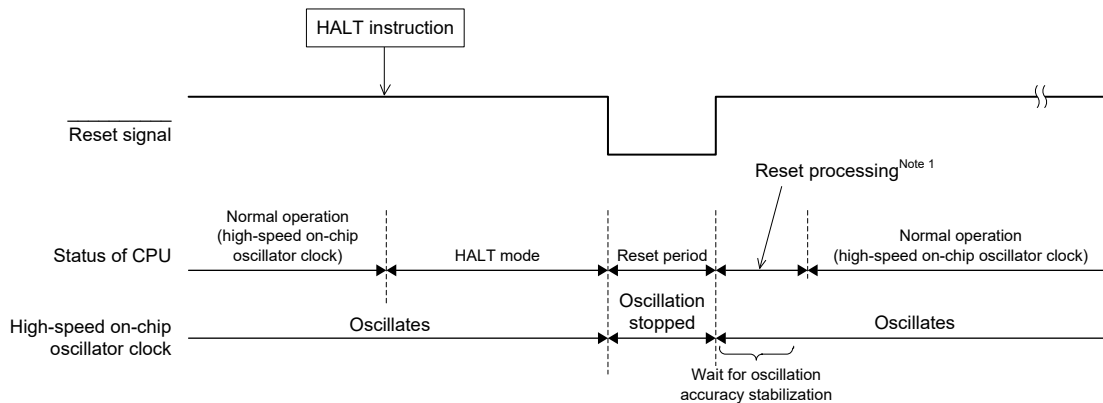 HALT instruction
Reset signal
Reset processing Note 1
Normal operation
(high-speed on-chip
oscillator clock)
Status of CPU
HALT mode
Reset period
Normal operation
(high-speed on-chip oscillator clock)
High-speed on-chip
oscillator clock
Oscillates
Oscillation
stopped
Oscillates
Wait for oscillation
accuracy stabilization